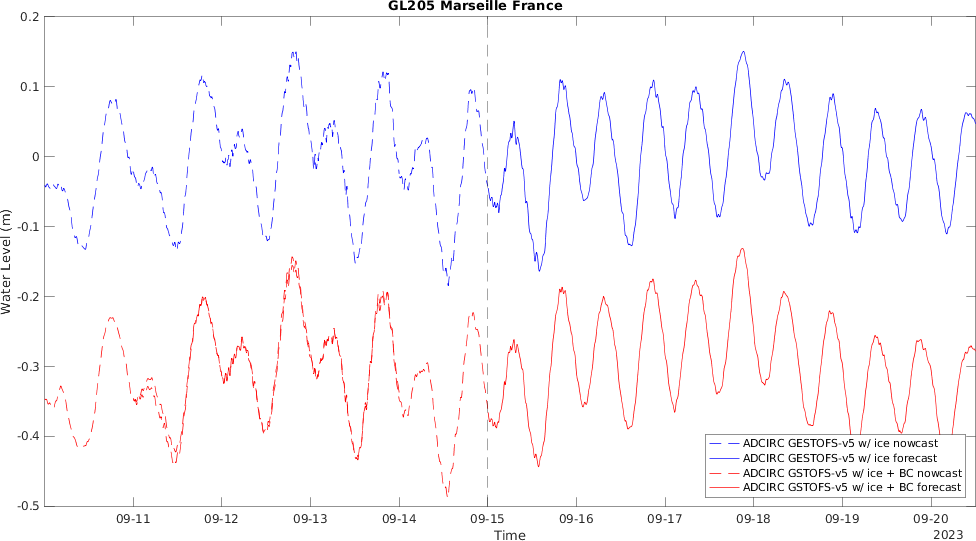 GL205 Marseille France
Water Level (m)
0.2
0.1
0
-0.1
-0.2
-0.3
-0.4
-0.5
ADCIRC GESTOFS-v5 w/ ice nowcast
ADCIRC GESTOFS-v5 w/ ice forecast
ADCIRC GSTOFS-v5 w/ ice + BC nowcast
ADCIRC GSTOFS-v5 w/ ice + BC forecast
09-11 09-12 09-13 09-14 09-15 09-16 09-17 09-18 09-19 09-20
Time
2023